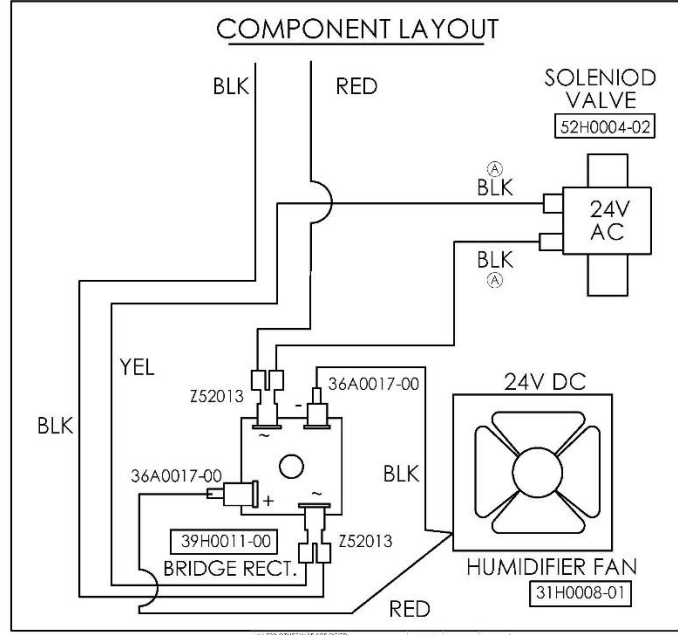 COMPONENT LAYOUT
BLK
RED
SOLENIOD
VALVE
52H0004-02
Ⓐ
BLK
24V
AC
BLK
Ⓐ
YEL
Z52013
36A0017-00
24V DC
-
~
BLK
36A0017-00
BLK
+
~
39H0011-00
Z52013
BRIDGE RECT.
HUMIDIFIER FAN
31H0008-01
RED